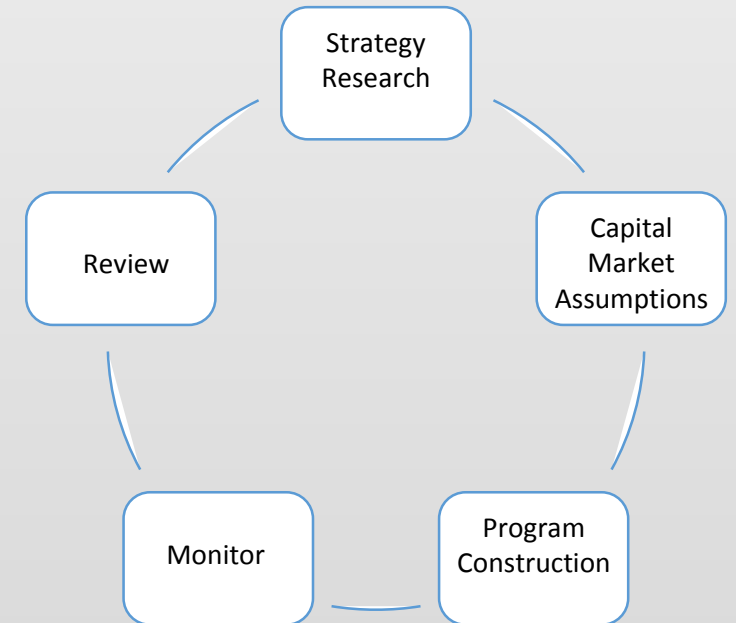 Strategy
Research
Capital
Market
Assumptions
Program
Construction
Monitor
Review